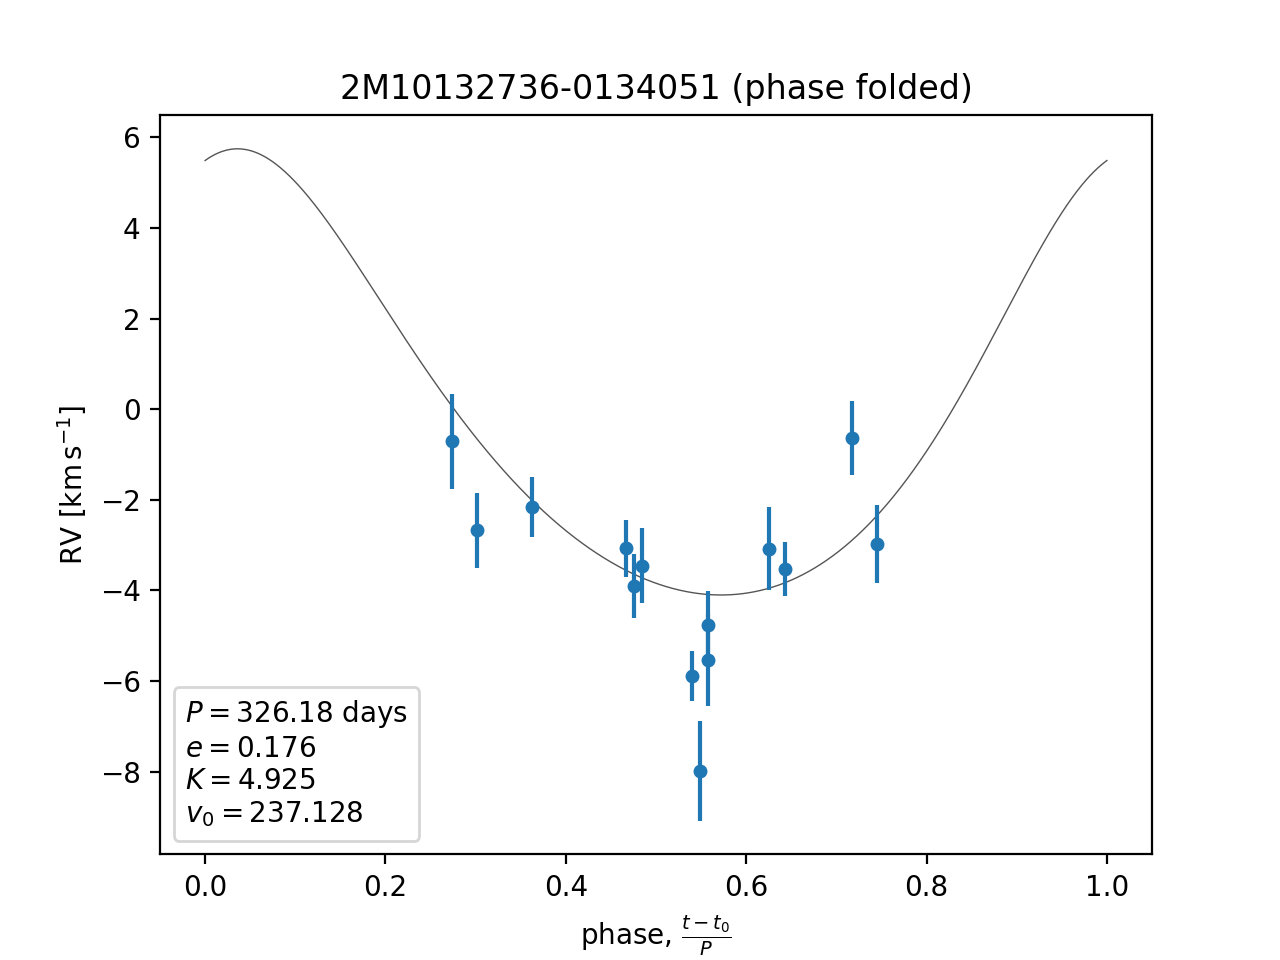 2M10132736-0134051 (phase folded)
RV [km s⁻¹]
6
4
2
0
−2
−4
−6
−8
P = 326.18 days
e = 0.176
K = 4.925
v₀ = 237.128
0.0 0.2 0.4 0.6 0.8 1.0
phase, (t − t₀)/P